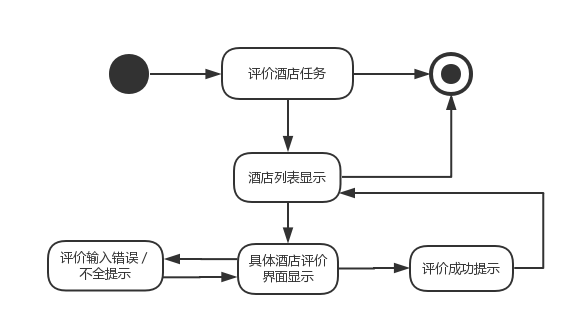 评价酒店任务
酒店列表显示
评价输入错误 /
不全提示
具体酒店评价
界面显示
评价成功提示